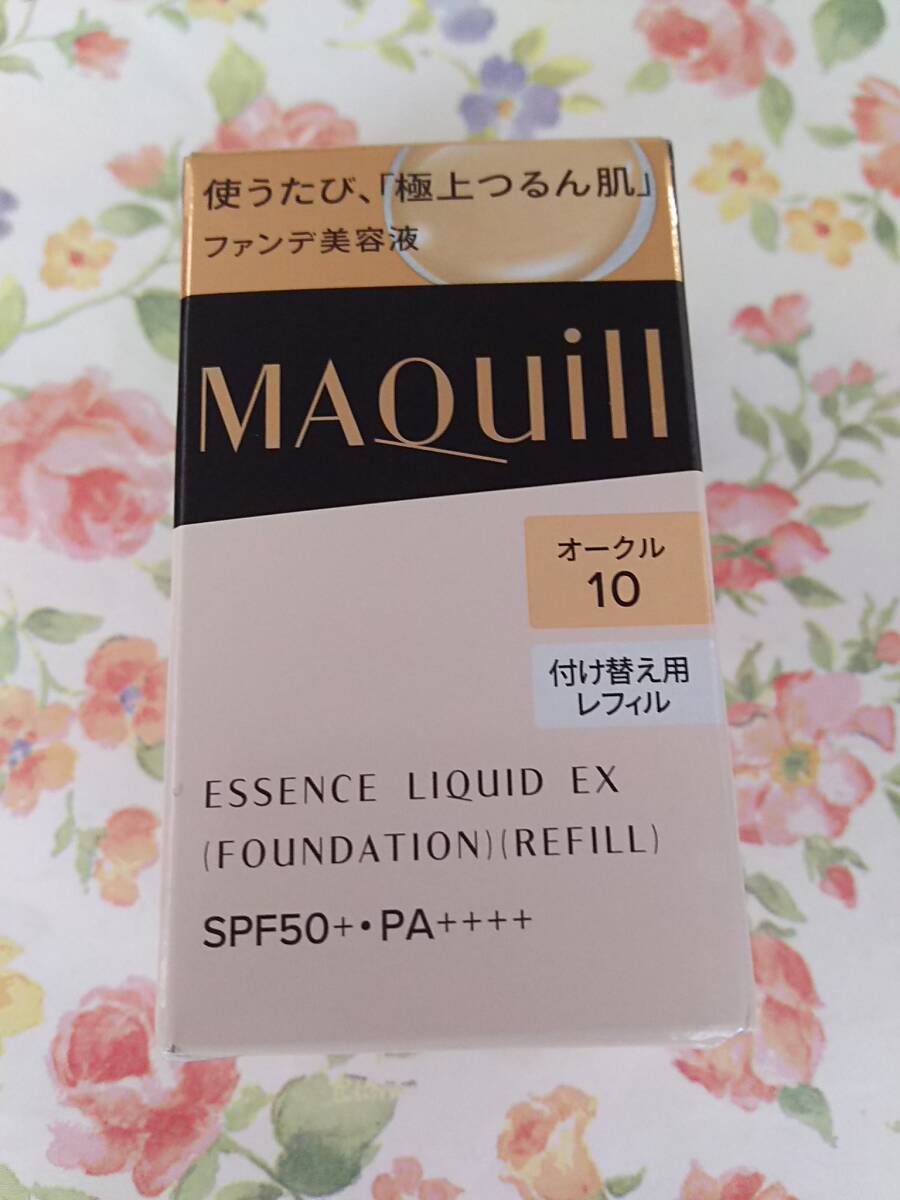 使うたび、「極上つるん肌」
ファンデ美容液
MAQuill
オークル
10
付け替え用
レフィル
ESSENCE LIQUID EX
(FOUNDATION)(REFILL)
SPF50+・PA++++